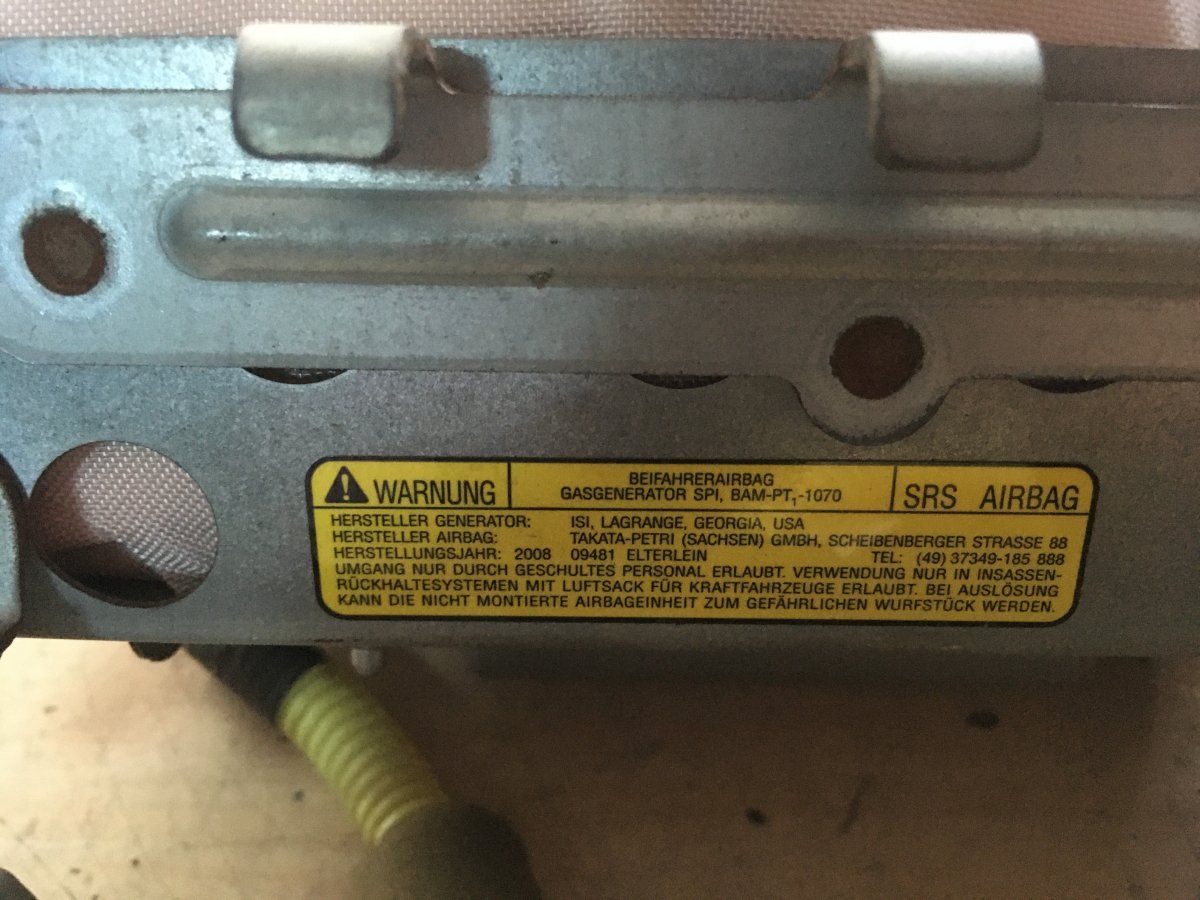 WARNUNG
BEIFAHRERAIRBAG
GASGENERATOR SPI, BAM-PT1-1070
SRS AIRBAG
HERSTELLER GENERATOR: ISI, LAGRANGE, GEORGIA, USA
HERSTELLER AIRBAG: TAKATA-PETRI (SACHSEN) GMBH, SCHEIBENBERGER STRASSE 88
HERSTELLUNGSJAHR: 2008 09481 ELTERLEIN TEL: (49) 37349-185 888
UMGANG NUR DURCH GESCHULTES PERSONAL ERLAUBT. VERWENDUNG NUR IN INSASSEN-
RÜCKHALTESYSTEMEN MIT LUFTSACK FÜR KRAFTFAHRZEUGE ERLAUBT. BEI AUSLÖSUNG
KANN DIE NICHT MONTIERTE AIRBAGEINHEIT ZUM GEFÄHRLICHEN WURFSTÜCK WERDEN.